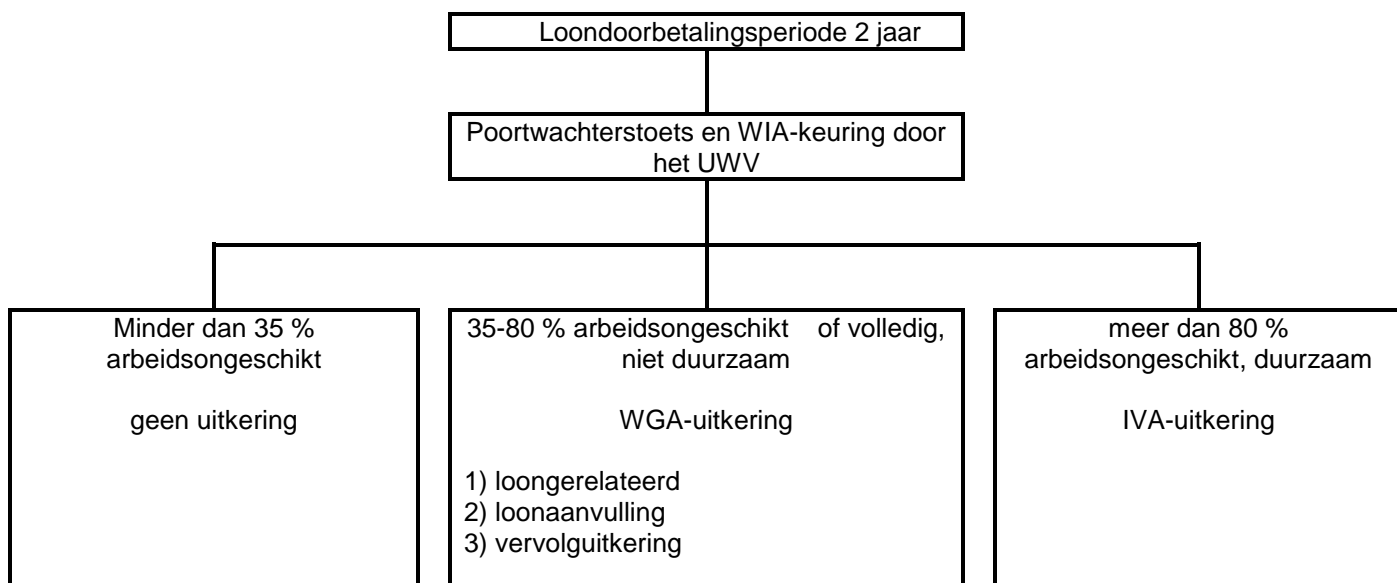 Loondoorbetalingsperiode 2 jaar
Poortwachterstoets en WIA-keuring door
het UWV
Minder dan 35 %
arbeidsongeschikt
geen uitkering
35-80 % arbeidsongeschikt of volledig,
niet duurzaam
WGA-uitkering
1) loongerelateerd
2) loonaanvulling
3) vervolguitkering
meer dan 80 %
arbeidsongeschikt, duurzaam
IVA-uitkering